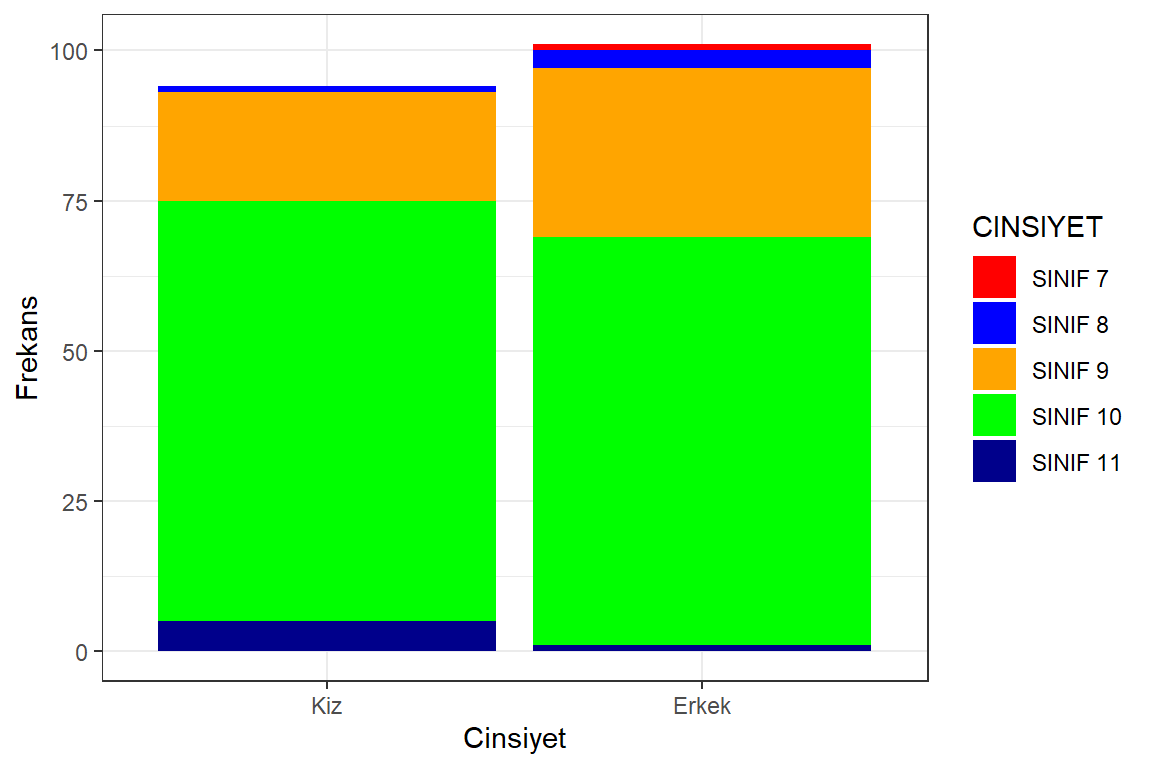 100
75
50
25
0
Frekans
Kiz
Erkek
Cinsiyet
CINSIYET
SINIF 7
SINIF 8
SINIF 9
SINIF 10
SINIF 11